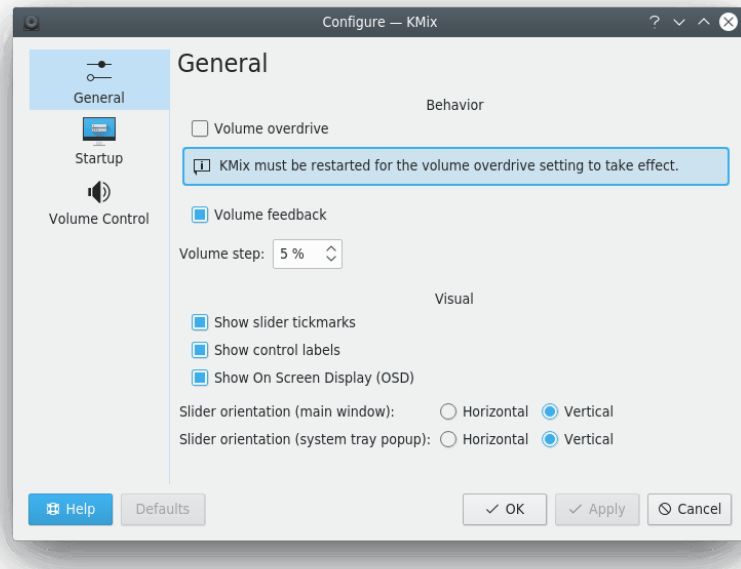 Configure — KMix
General
General
Startup
Volume Control
Behavior
Volume overdrive
KMix must be restarted for the volume overdrive setting to take effect.
Volume feedback
Volume step: 5 %
Visual
Show slider tickmarks
Show control labels
Show On Screen Display (OSD)
Slider orientation (main window): Horizontal Vertical
Slider orientation (system tray popup): Horizontal Vertical
Help Defaults OK Apply Cancel